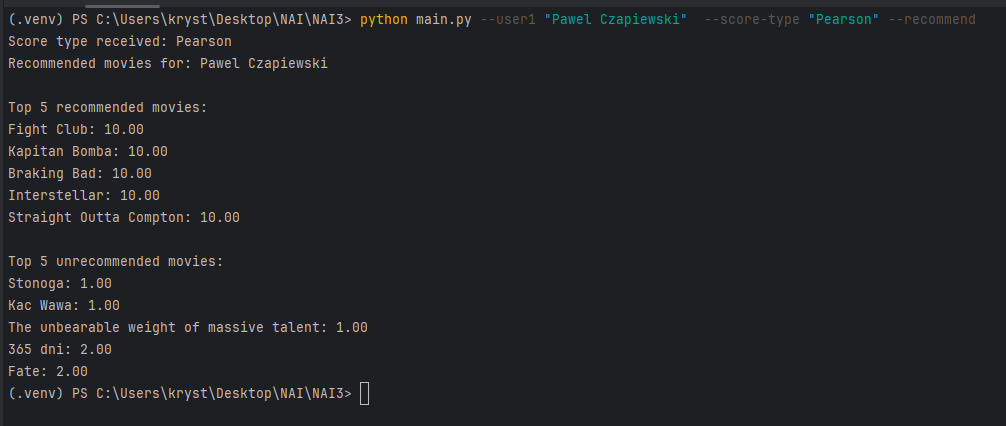 (.venv) PS C:\Users\kryst\Desktop\NAI\NAI3> python main.py --user1 "Pawel Czapiewski"  --score-type "Pearson" --recommend
Score type received: Pearson
Recommended movies for: Pawel Czapiewski
Top 5 recommended movies:
Fight Club: 10.00
Kapitan Bomba: 10.00
Braking Bad: 10.00
Interstellar: 10.00
Straight Outta Compton: 10.00
Top 5 unrecommended movies:
Stonoga: 1.00
Kac Wawa: 1.00
The unbearable weight of massive talent: 1.00
365 dni: 2.00
Fate: 2.00
(.venv) PS C:\Users\kryst\Desktop\NAI\NAI3>